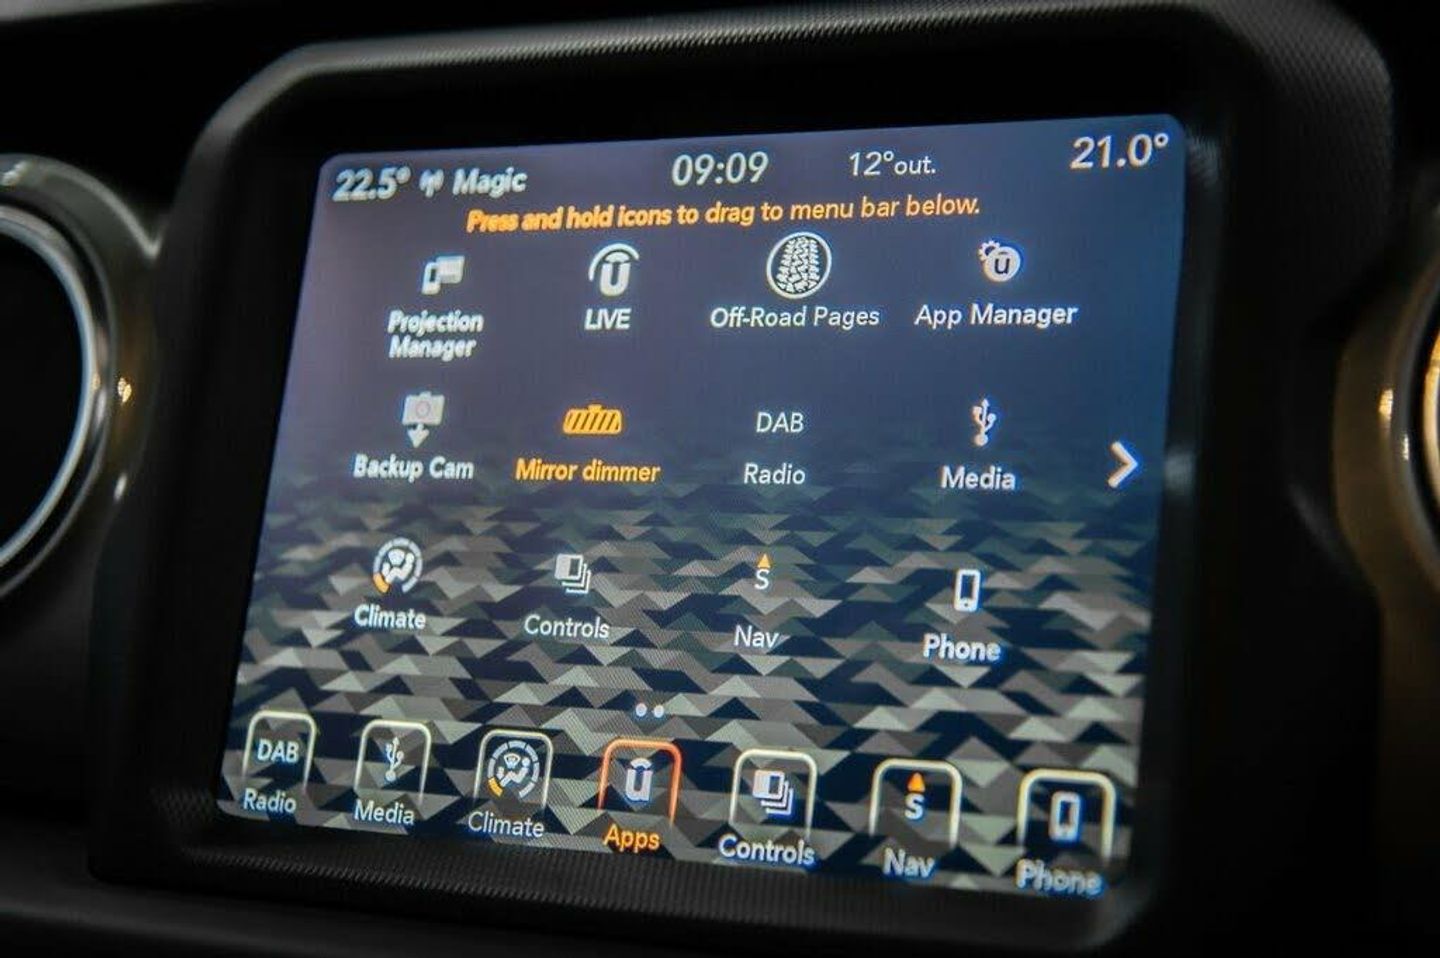 22.5° Magic 09:09 12°out. 21.0°
Press and hold icons to drag to menu bar below.
Projection
Manager
LIVE
Off-Road Pages
App Manager
Backup Cam
Mirror dimmer
DAB
Radio
Media
Climate
Controls
S
Nav
Phone
DAB
Radio
Media
Climate
Apps
Controls
S
Nav
Phone